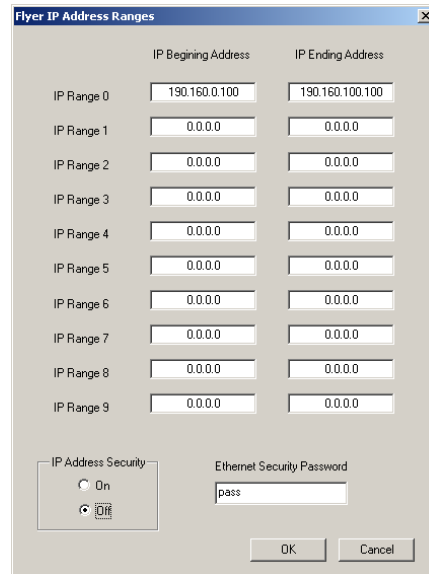 Flyer IP Address Ranges
IP Begining Address IP Ending Address
IP Range 0 190.160.0.100 190.160.100.100
IP Range 1 0.0.0.0 0.0.0.0
IP Range 2 0.0.0.0 0.0.0.0
IP Range 3 0.0.0.0 0.0.0.0
IP Range 4 0.0.0.0 0.0.0.0
IP Range 5 0.0.0.0 0.0.0.0
IP Range 6 0.0.0.0 0.0.0.0
IP Range 7 0.0.0.0 0.0.0.0
IP Range 8 0.0.0.0 0.0.0.0
IP Range 9 0.0.0.0 0.0.0.0
IP Address Security
On
Off
Ethernet Security Password
pass
OK Cancel